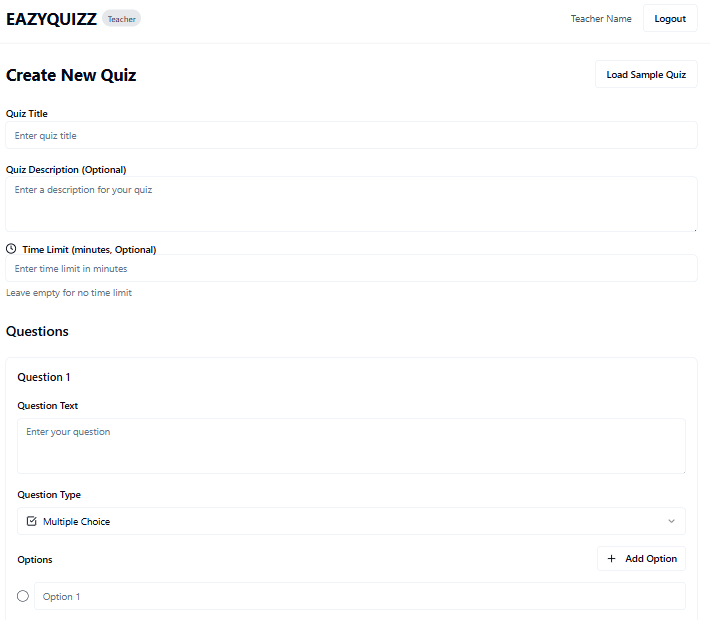 EAZYQUIZZ Teacher Teacher Name Logout
Create New Quiz Load Sample Quiz
Quiz Title
Enter quiz title
Quiz Description (Optional)
Enter a description for your quiz
Time Limit (minutes, Optional)
Enter time limit in minutes
Leave empty for no time limit
Questions
Question 1
Question Text
Enter your question
Question Type
Multiple Choice
Options + Add Option
Option 1